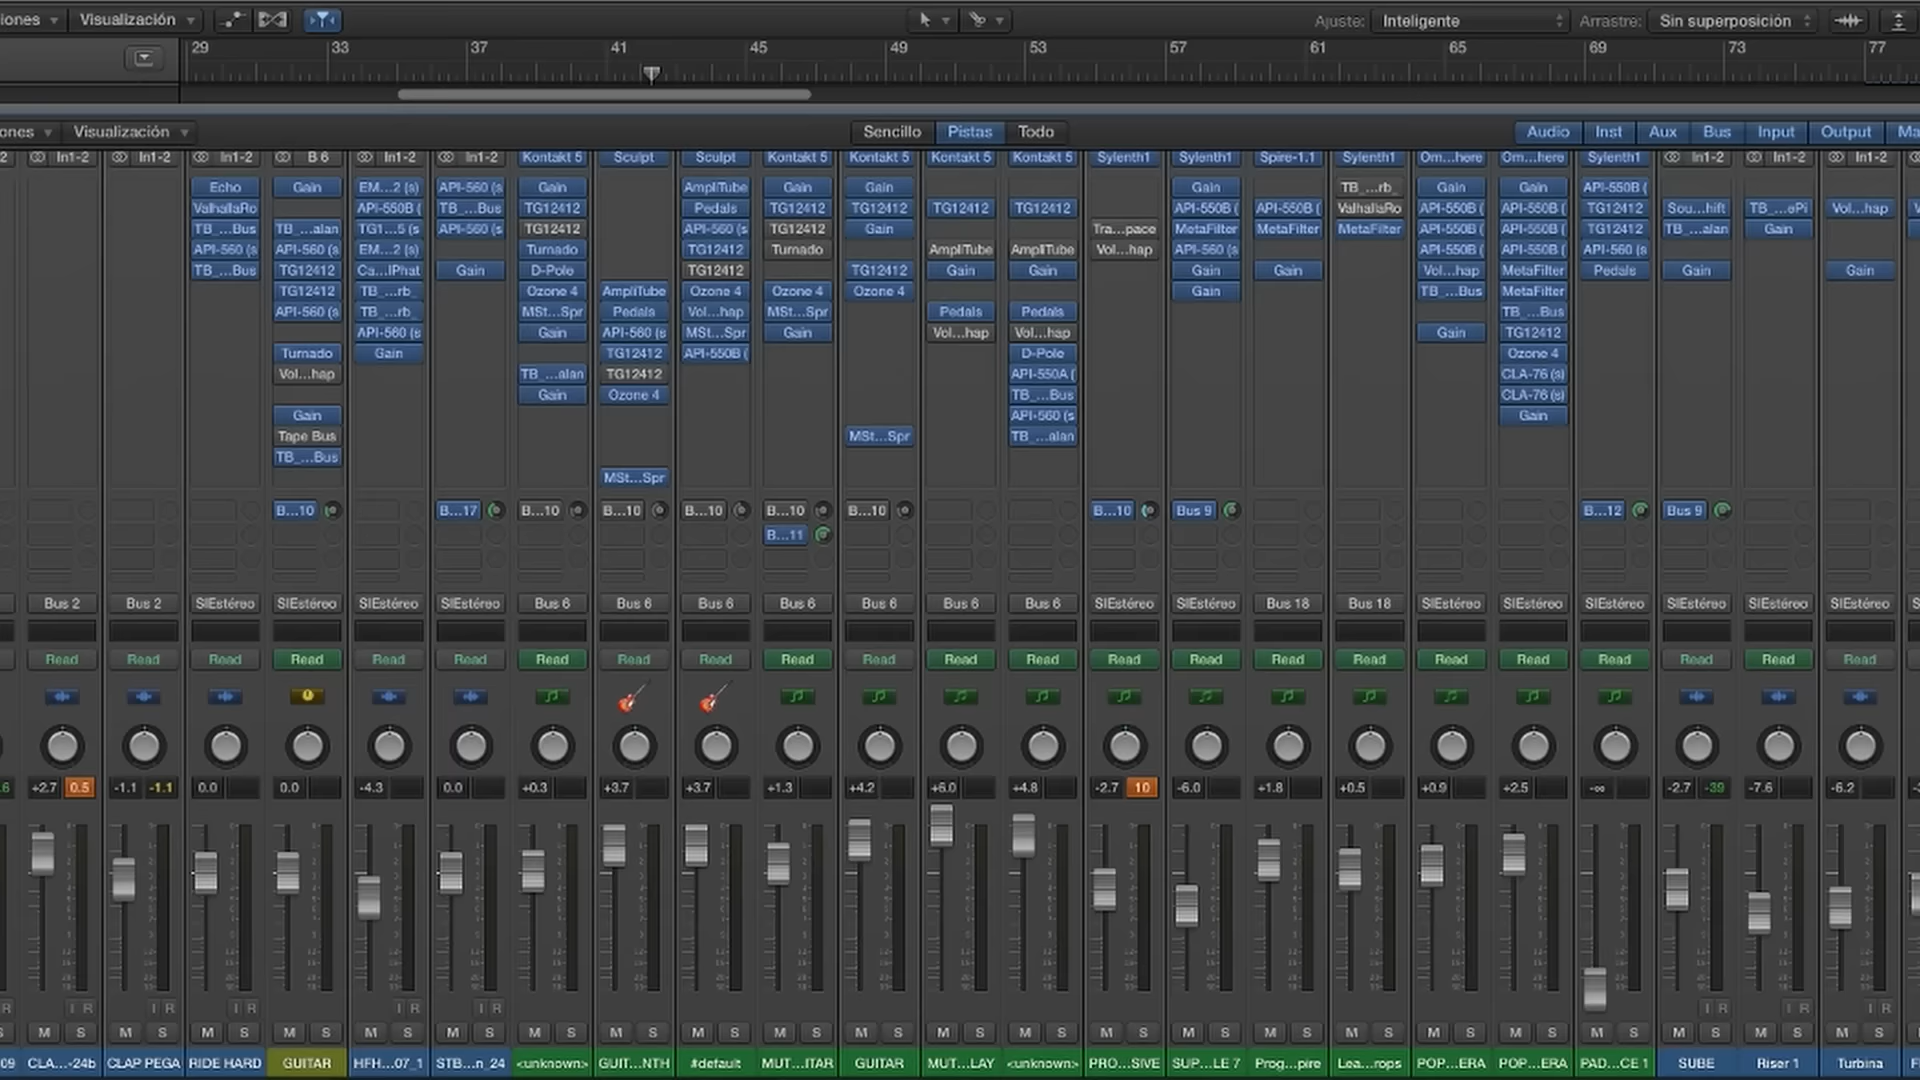 iones Visualización Ajuste: Inteligente Arrastre: Sin superposición
29 33 37 41 45 49 53 57 61 65 69 73 77
ones Visualización Sencillo Pistas Todo Audio Inst Aux Bus Input Output Ma
2 In1-2 In1-2 In1-2 B 6 In1-2 In1-2 Kontakt 5 Sculpt Sculpt Kontakt 5 Kontakt 5 Kontakt 5 Kontakt 5 Sylenth1 Sylenth1 Spire-1.1 Sylenth1 Om...here Om...here Sylenth1 In1-2 In1-2 In1-2
Echo Gain EM...2 (s) API-560 (s Gain AmpliTube Gain Gain Gain TB_...rb_ Gain Gain API-550B (
ValhallaRo API-550B ( TB_...Bus TG12412 Pedals TG12412 TG12412 TG12412 TG12412 API-550B ( API-550B ( ValhallaRo API-550B ( API-550B ( TG12412 Sou...hift TB_...ePi Vol...hap
TB_...Bus TB_...alan TG1...5 (s API-560 (s TG12412 API-560 (s TG12412 Gain Tra...pace MetaFilter MetaFilter MetaFilter API-550B ( API-550B ( TG12412 TB_...alan Gain
API-560 (s API-560 (s EM...2 (s) Turnado TG12412 Turnado AmpliTube AmpliTube Vol...hap API-560 (s API-550B ( API-550B ( API-560 (s
TB_...Bus TG12412 Ca...lPhat Gain D-Pole TG12412 TG12412 Gain Gain Gain Gain Vol...hap MetaFilter Pedals Gain Gain
TG12412 TB_...rb_ Ozone 4 AmpliTube Ozone 4 Ozone 4 Ozone 4 Gain TB_...Bus MetaFilter
API-560 (s TB_...rb_ MSt...Spr Pedals Vol...hap MSt...Spr Pedals Pedals TB_...Bus
API-560 (s Gain API-560 (s MSt...Spr Gain Vol...hap Vol...hap Gain TG12412
Turnado Gain TG12412 API-550B ( D-Pole Ozone 4
Vol...hap TB_...alan TG12412 API-550A ( CLA-76 (s)
Gain Ozone 4 TB_...Bus CLA-76 (s)
Gain API-560 (s Gain
Tape Bus MSt...Spr TB_...alan
TB_...Bus
MSt...Spr
B...10 B...17 B...10 B...10 B...10 B...10 B...10 B...10 Bus 9 B...12 Bus 9
B...11
Bus 2 Bus 2 SlEstéreo SlEstéreo SlEstéreo SlEstéreo Bus 6 Bus 6 Bus 6 Bus 6 Bus 6 Bus 6 Bus 6 SlEstéreo SlEstéreo Bus 18 Bus 18 SlEstéreo SlEstéreo SlEstéreo SlEstéreo SlEstéreo SlEstéreo
Read Read Read Read Read Read Read Read Read Read Read Read Read Read Read Read Read Read Read Read Read Read Read
.6 +2.7 0.5 -1.1 -1.1 0.0 0.0 -4.3 0.0 +0.3 +3.7 +3.7 +1.3 +4.2 +6.0 +4.8 -2.7 10 -6.0 +1.8 +0.5 +0.9 +2.5 -∞ -2.7 -39 -7.6 -6.2
R I R I R I R I R I R I R I R I R
S M S M S M S M S M S M S M S M S M S M S M S M S M S M S M S M S M S M S M S M S M S M S M S
09 CLA...-24b CLAP PEGA RIDE HARD GUITAR HFH...07_1 STB...n_24 <unknown> GUIT...NTH #default MUT...ITAR GUITAR MUT...LAY <unknown> PRO...SIVE SUP...LE 7 Prog...pire Lea...rops POP...ERA POP...ERA PAD...CE 1 SUBE Riser 1 Turbina